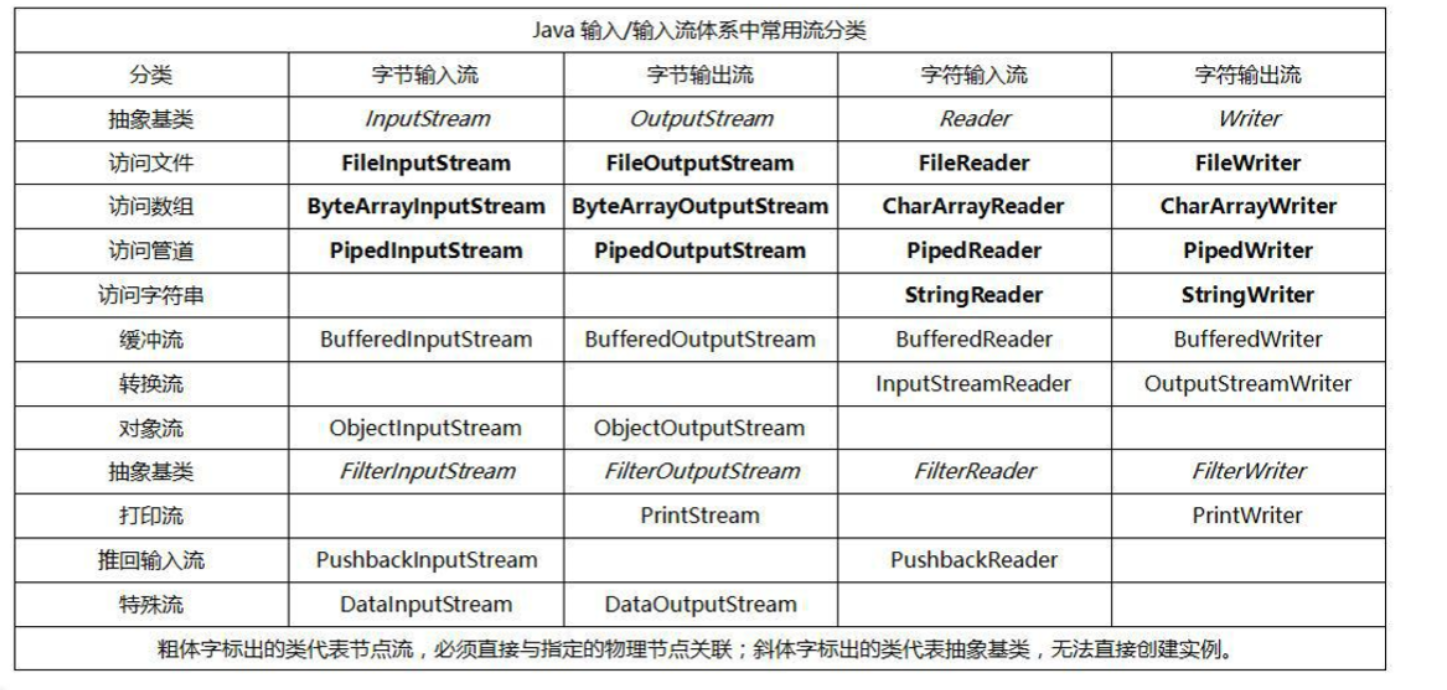 Java 输入/输入流体系中常用流分类
分类 字节输入流 字节输出流 字符输入流 字符输出流
抽象基类 InputStream OutputStream Reader Writer
访问文件 FileInputStream FileOutputStream FileReader FileWriter
访问数组 ByteArrayInputStream ByteArrayOutputStream CharArrayReader CharArrayWriter
访问管道 PipedInputStream PipedOutputStream PipedReader PipedWriter
访问字符串 StringReader StringWriter
缓冲流 BufferedInputStream BufferedOutputStream BufferedReader BufferedWriter
转换流 InputStreamReader OutputStreamWriter
对象流 ObjectInputStream ObjectOutputStream
抽象基类 FilterInputStream FilterOutputStream FilterReader FilterWriter
打印流 PrintStream PrintWriter
推回输入流 PushbackInputStream PushbackReader
特殊流 DataInputStream DataOutputStream
粗体字标出的类代表节点流，必须直接与指定的物理节点关联；斜体字标出的类代表抽象基类，无法直接创建实例。